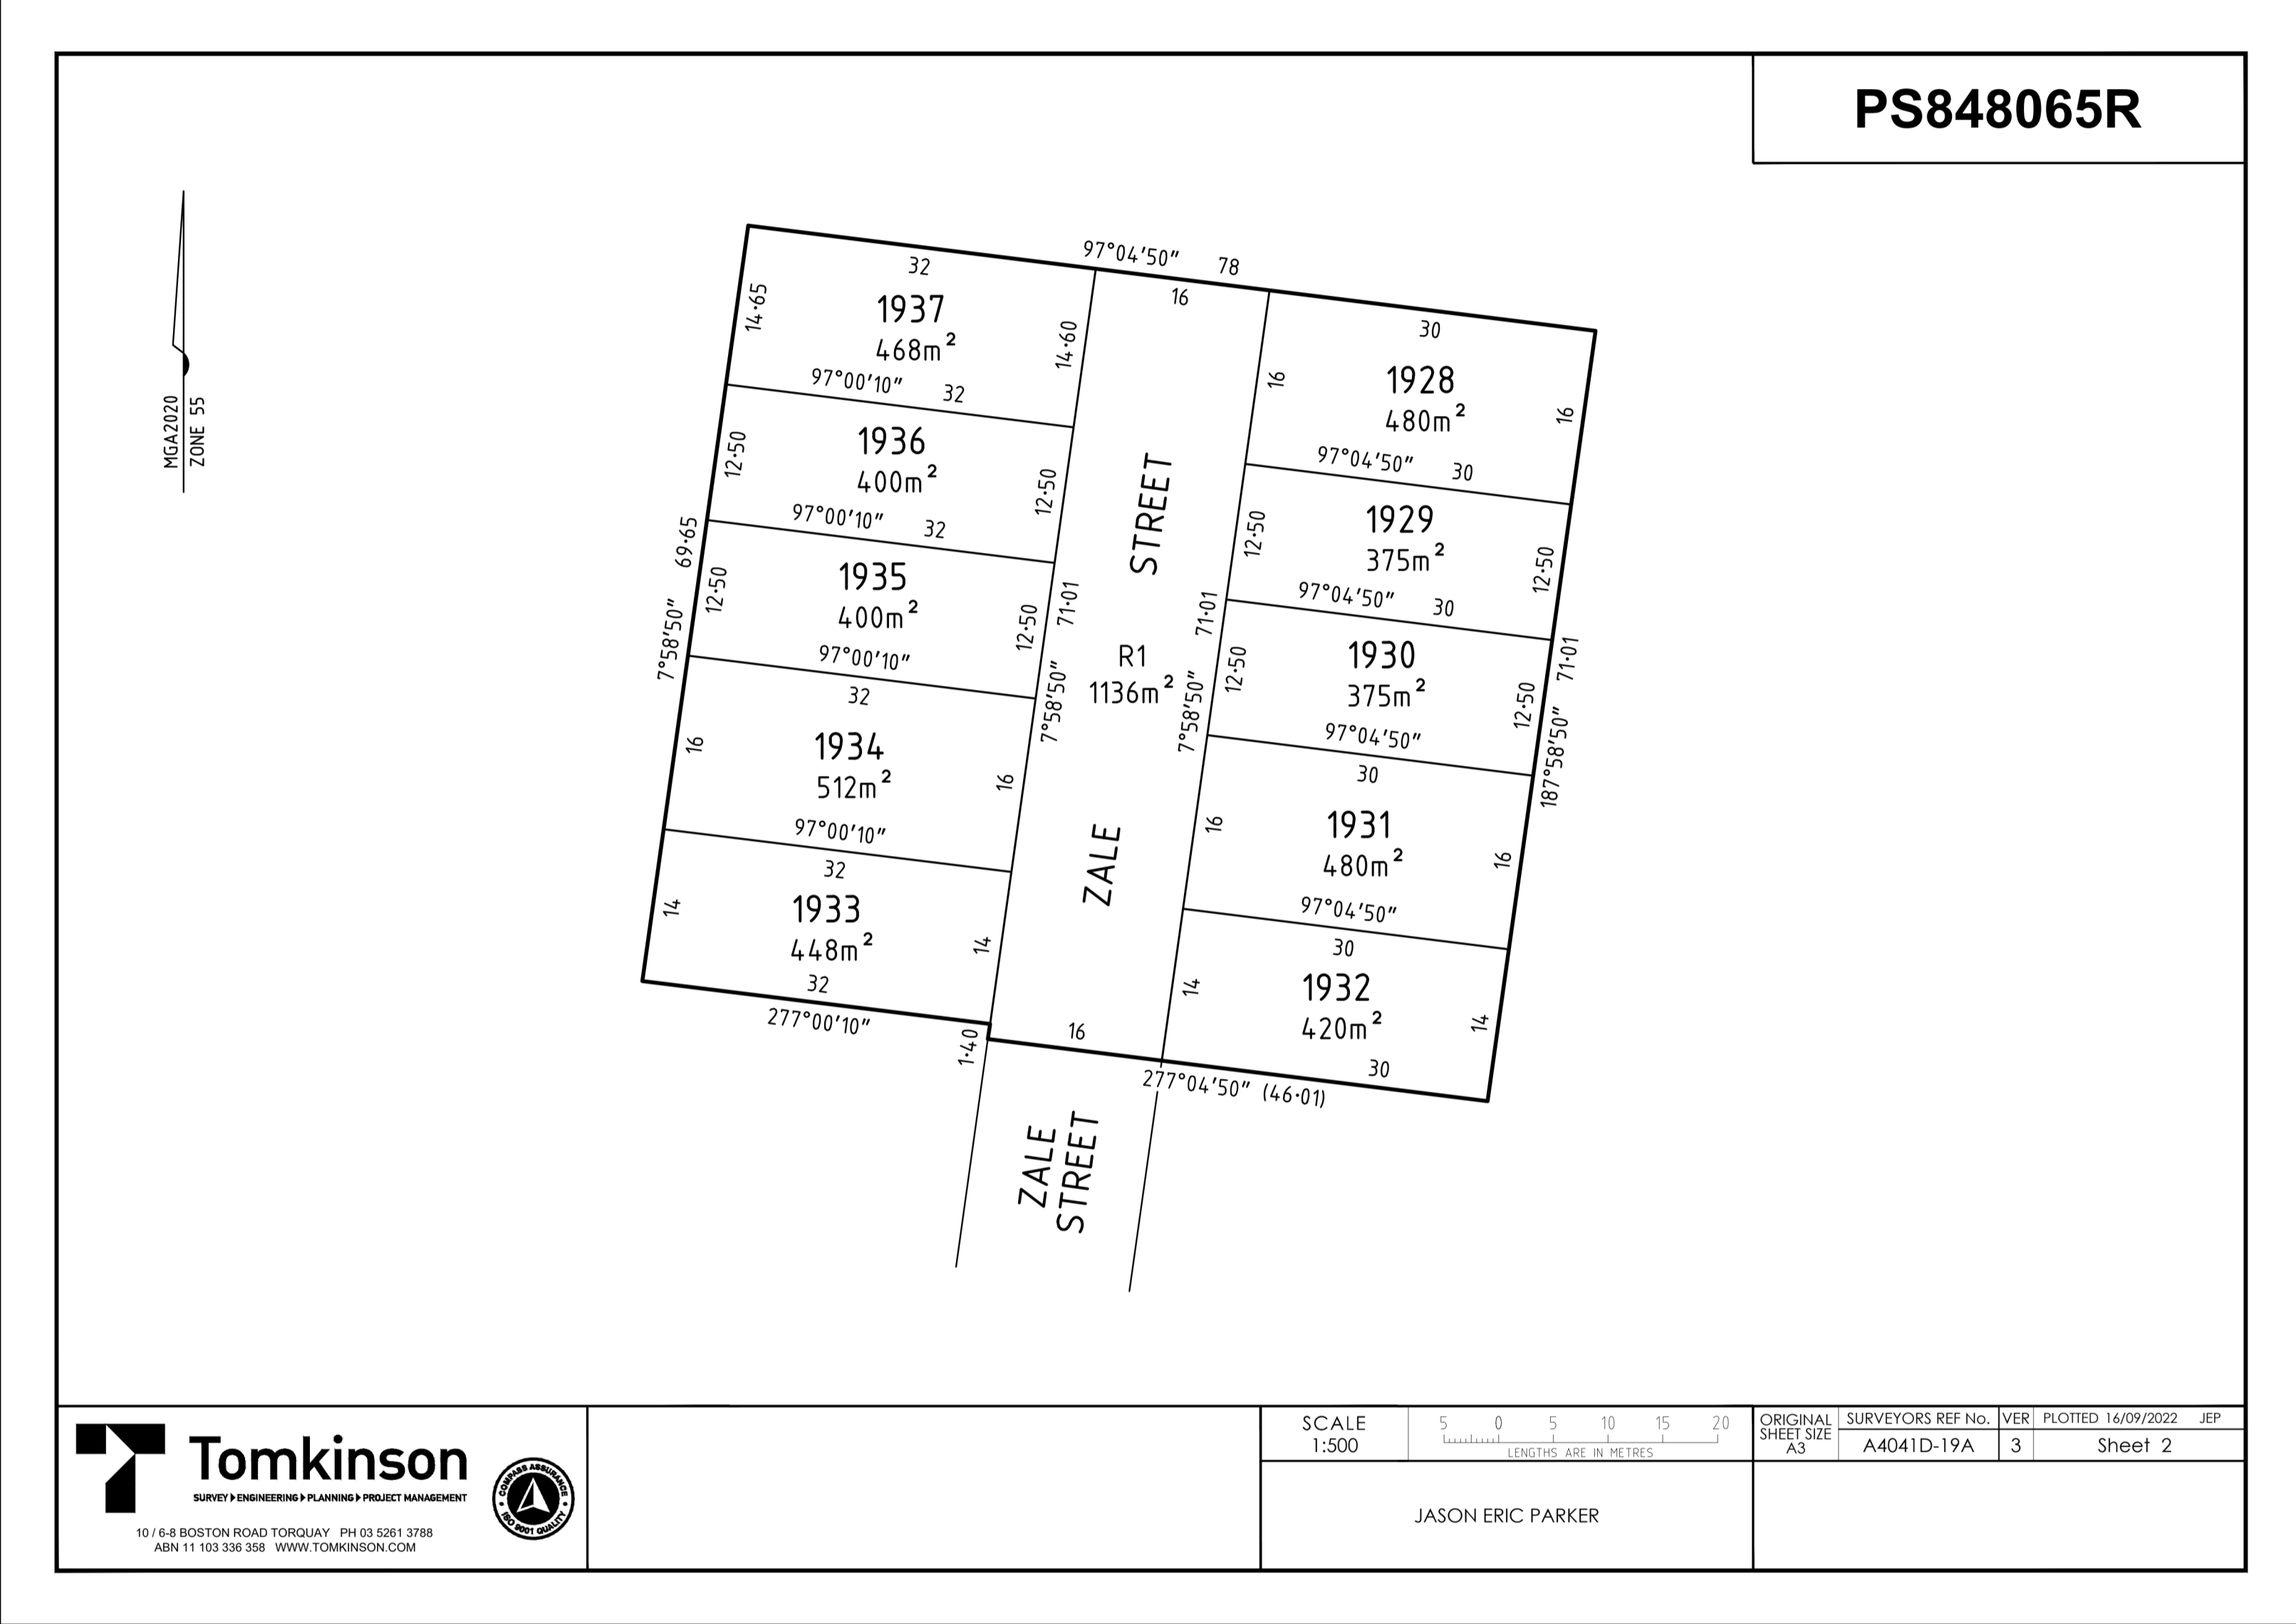 PS848065R
MGA2020
ZONE 55
97°04'50" 78
32
16
30
14·65
1937
468m²
14·60
97°00'10" 32
16
1928
480m²
16
97°04'50" 30
12·50
1936
400m²
12·50
97°00'10" 32
STREET
12·50
1929
375m²
12·50
97°04'50" 30
7°58'50" 69·65
12·50
1935
400m²
12·50
97°00'10"
32
7°58'50" 71·01
R1
1136m²
7°58'50" 71·01
12·50
1930
375m²
12·50
97°04'50"
30
187°58'50" 71·01
16
1934
512m²
16
97°00'10"
32
ZALE
16
1931
480m²
16
97°04'50"
30
14
1933
448m²
14
32
277°00'10"
1·40
16
14
1932
420m²
14
30
277°04'50" (46·01)
ZALE
STREET
Tomkinson
SURVEY ENGINEERING PLANNING PROJECT MANAGEMENT
10 / 6-8 BOSTON ROAD TORQUAY PH 03 5261 3788
ABN 11 103 336 358 WWW.TOMKINSON.COM
COMPASS ASSURANCE
ISO 9001 QUALITY
SCALE
1:500
5 0 5 10 15 20
LENGTHS ARE IN METRES
ORIGINAL
SHEET SIZE
A3
SURVEYORS REF No.
A4041D-19A
VER
3
PLOTTED 16/09/2022 JEP
Sheet 2
JASON ERIC PARKER